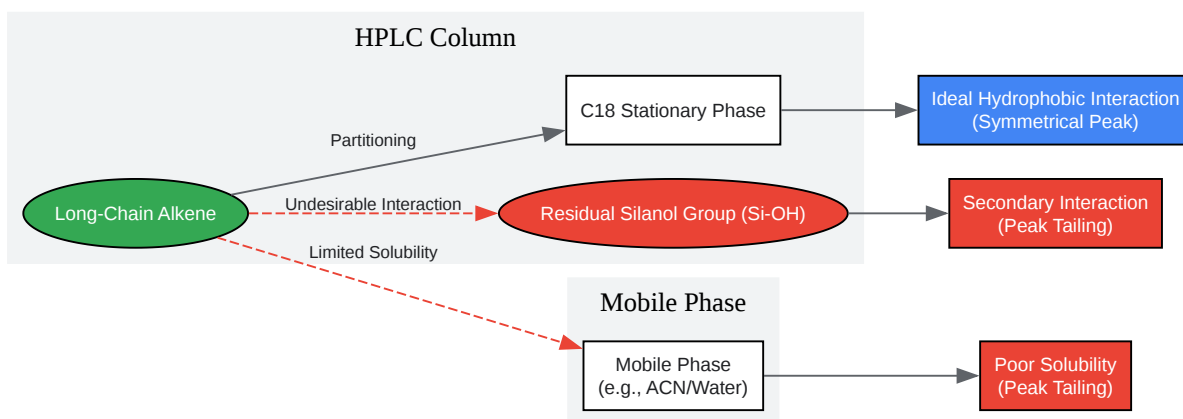 HPLC Column
C18 Stationary Phase
Ideal Hydrophobic Interaction
(Symmetrical Peak)
Partitioning
Long-Chain Alkene
Undesirable Interaction
Residual Silanol Group (Si-OH)
Secondary Interaction
(Peak Tailing)
Limited Solubility
Mobile Phase
Mobile Phase
(e.g., ACN/Water)
Poor Solubility
(Peak Tailing)